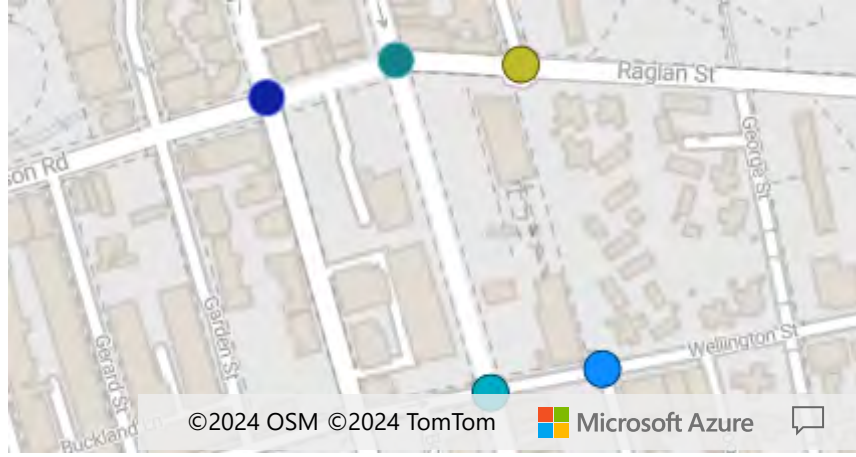 Raglan St
George St
son Rd
Wellington St
Garden St
Gerard St
Buckland Ln
©2024 OSM ©2024 TomTom
Microsoft Azure